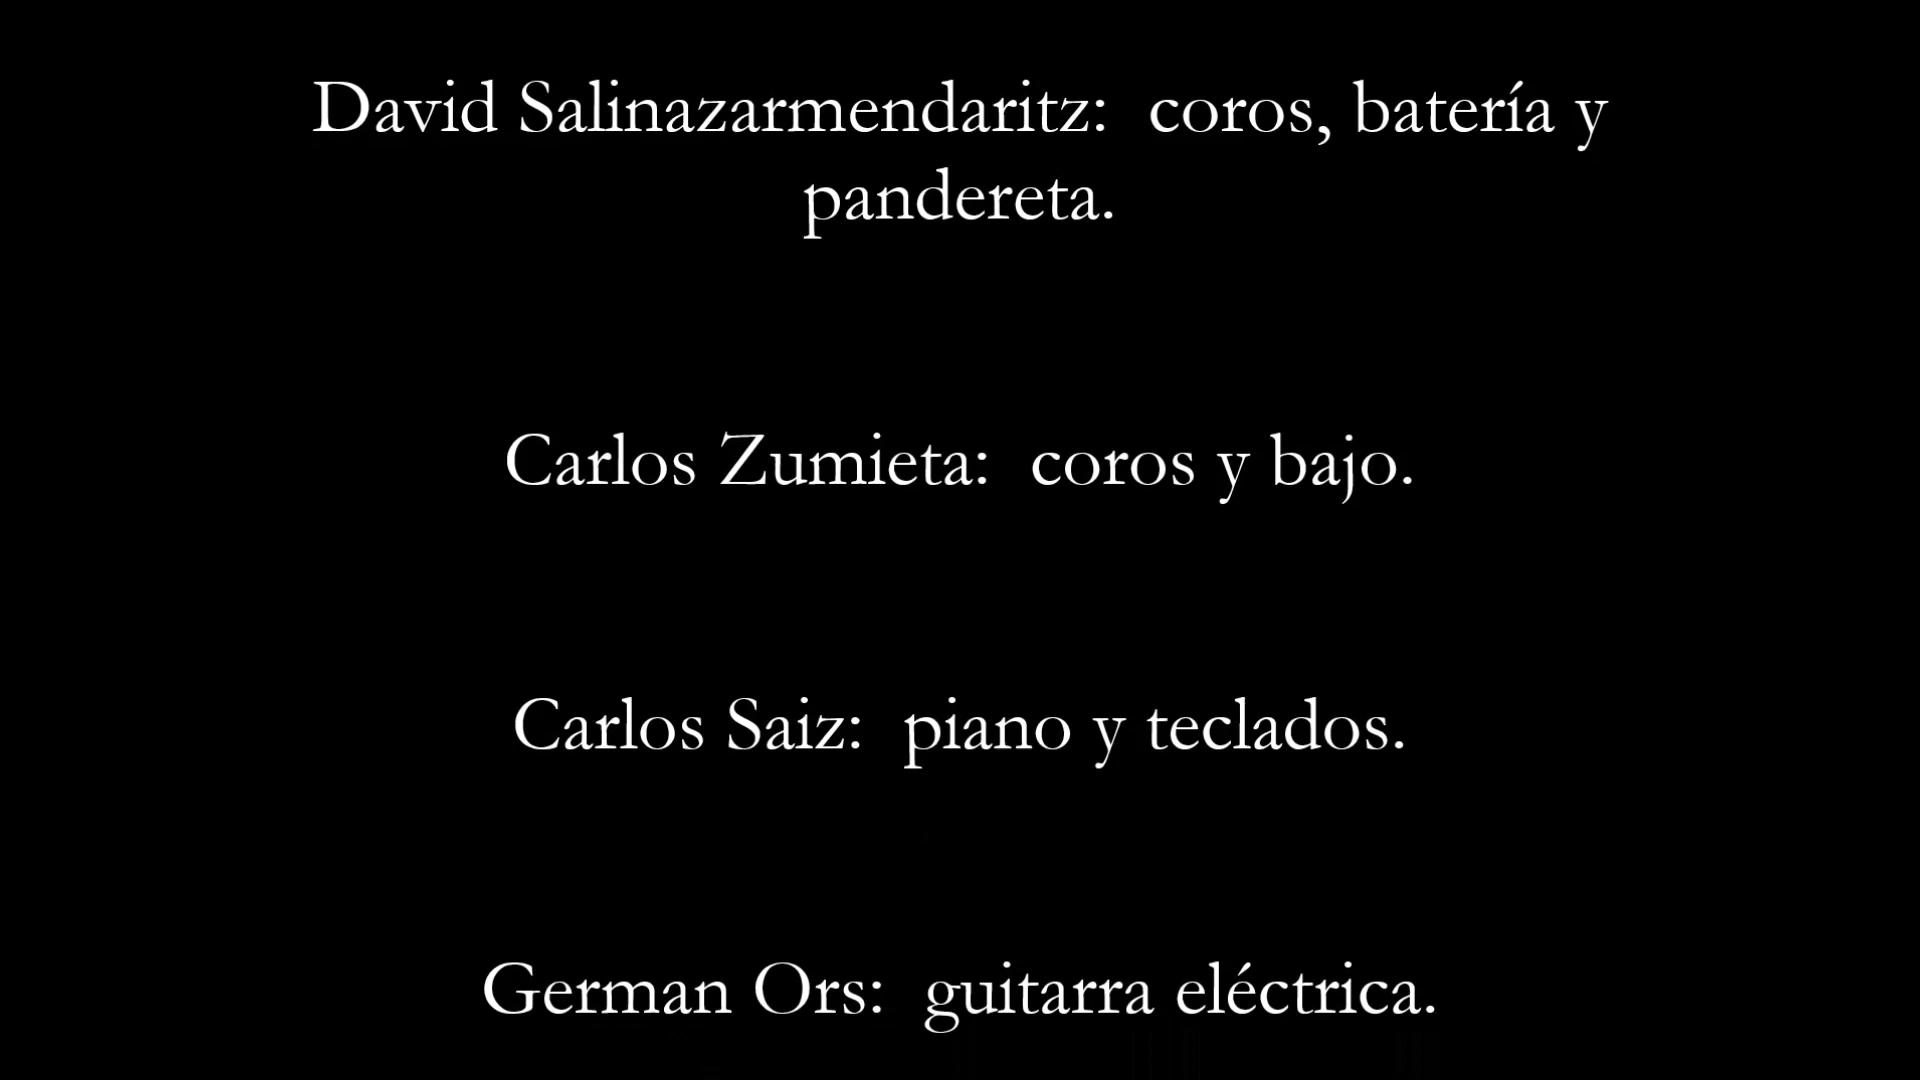 David Salinazarmendaritz:  coros, batería y
pandereta.
Carlos Zumieta:  coros y bajo.
Carlos Saiz:  piano y teclados.
German Ors:  guitarra eléctrica.